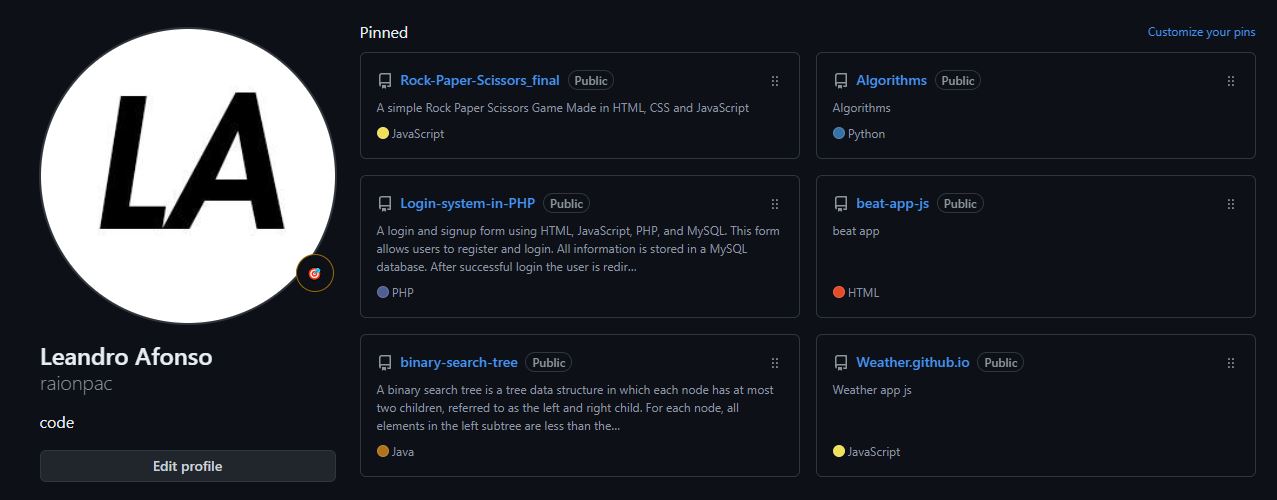 LA
Leandro Afonso
raionpac
code
Edit profile
Pinned
Customize your pins
Rock-Paper-Scissors_final Public
A simple Rock Paper Scissors Game Made in HTML, CSS and JavaScript
JavaScript
Algorithms Public
Algorithms
Python
Login-system-in-PHP Public
A login and signup form using HTML, JavaScript, PHP, and MySQL. This form
allows users to register and login. All information is stored in a MySQL
database. After successful login the user is redir...
PHP
beat-app-js Public
beat app
HTML
binary-search-tree Public
A binary search tree is a tree data structure in which each node has at most
two children, referred to as the left and right child. For each node, all
elements in the left subtree are less than the...
Java
Weather.github.io Public
Weather app js
JavaScript